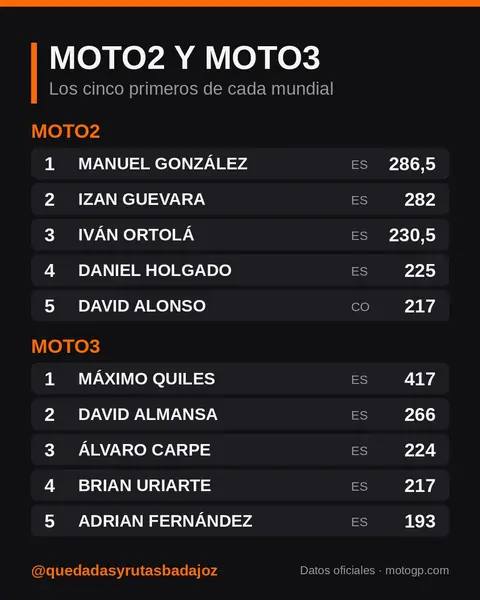 MOTO2 Y MOTO3
Los cinco primeros de cada mundial
MOTO2
1 MANUEL GONZÁLEZ ES 286,5
2 IZAN GUEVARA ES 282
3 IVÁN ORTOLÁ ES 230,5
4 DANIEL HOLGADO ES 225
5 DAVID ALONSO CO 217
MOTO3
1 MÁXIMO QUILES ES 417
2 DAVID ALMANSA ES 266
3 ÁLVARO CARPE ES 224
4 BRIAN URIARTE ES 217
5 ADRIAN FERNÁNDEZ ES 193
@quedadasyrutasbadajoz Datos oficiales · motogp.com